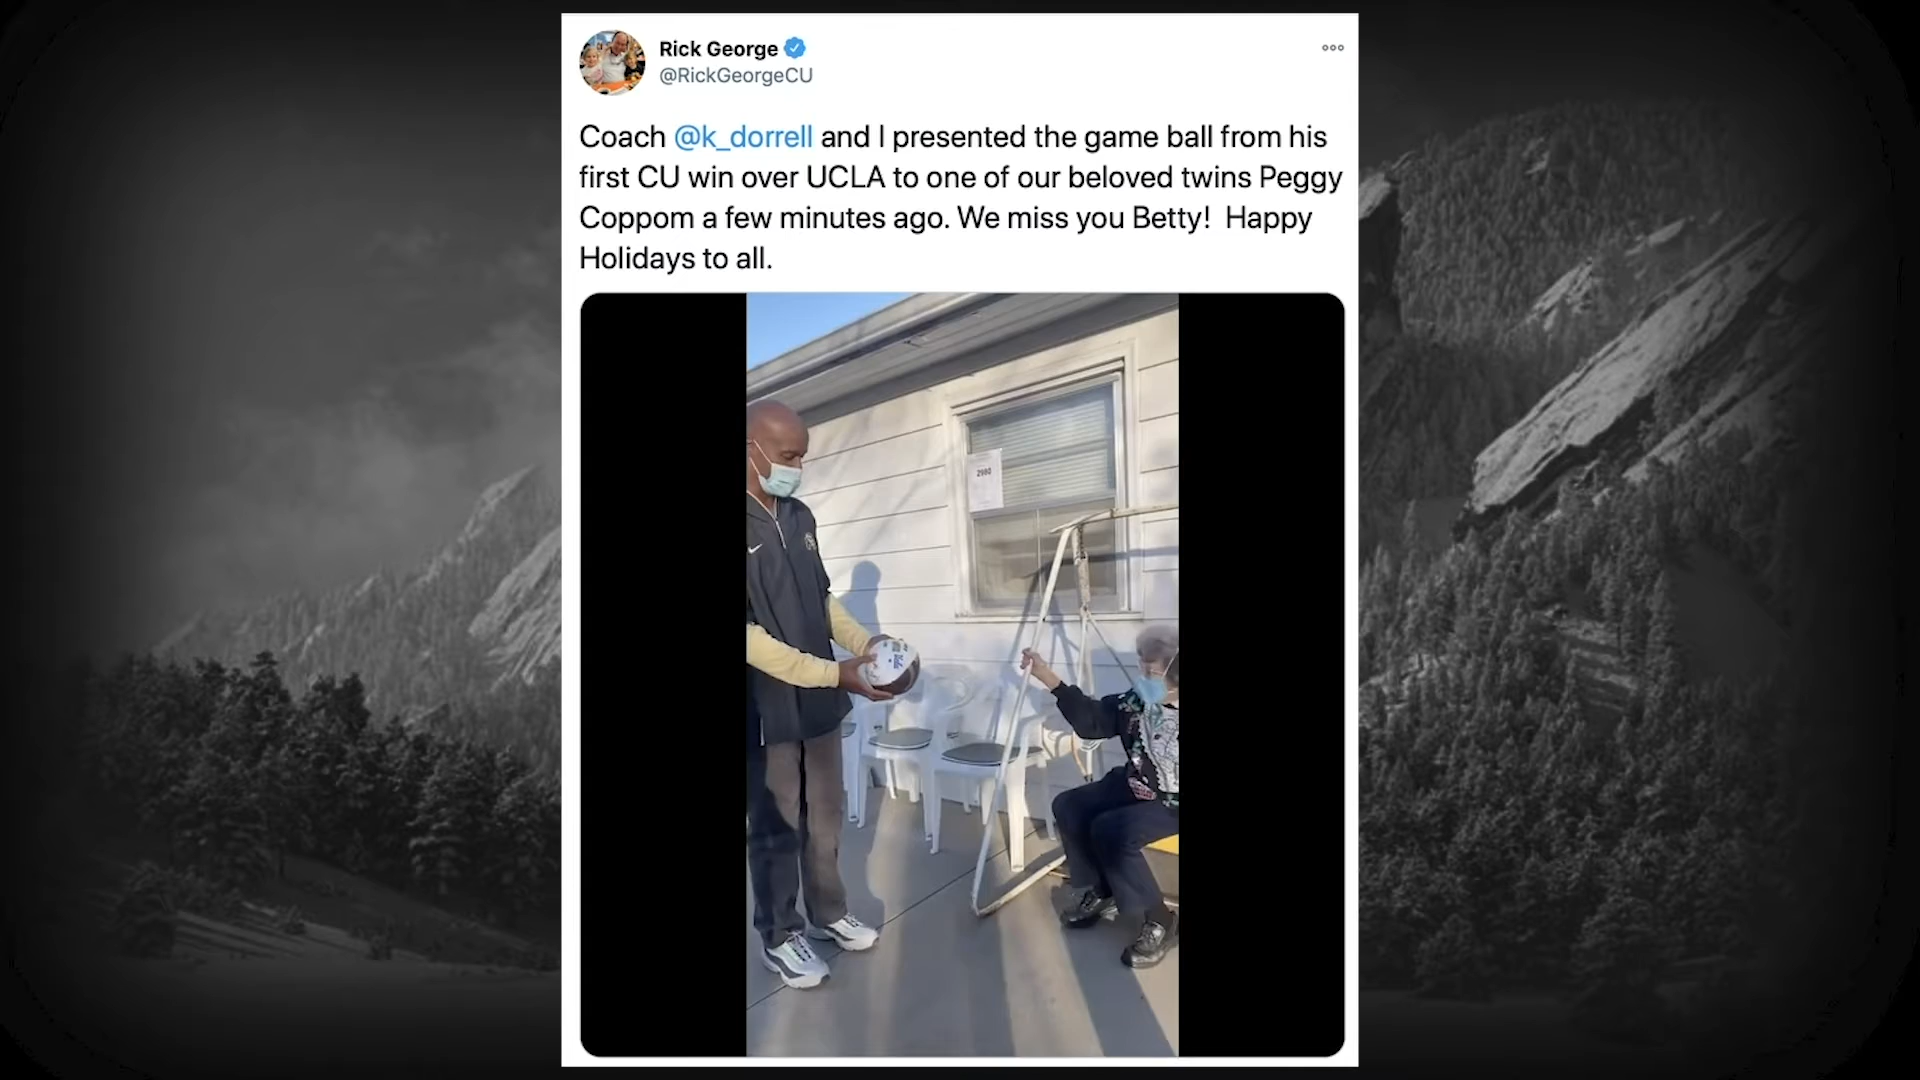 Rick George
@RickGeorgeCU
Coach @k_dorrell and I presented the game ball from his
first CU win over UCLA to one of our beloved twins Peggy
Coppom a few minutes ago. We miss you Betty!  Happy
Holidays to all.
2980